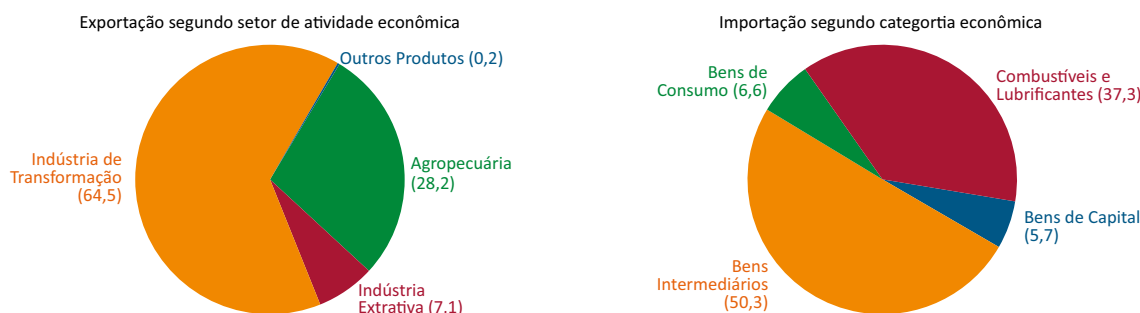 Exportação segundo setor de atividade econômica
Outros Produtos (0,2)
Indústria de
Transformação
(64,5)
Agropecuária
(28,2)
Indústria
Extrativa (7.1)
Importação segundo categortia econômica
Bens de
Consumo (6,6)
Combustíveis e
Lubrificantes (37,3)
Bens de Capital
(5,7)
Bens
Intermediários
(50,3)